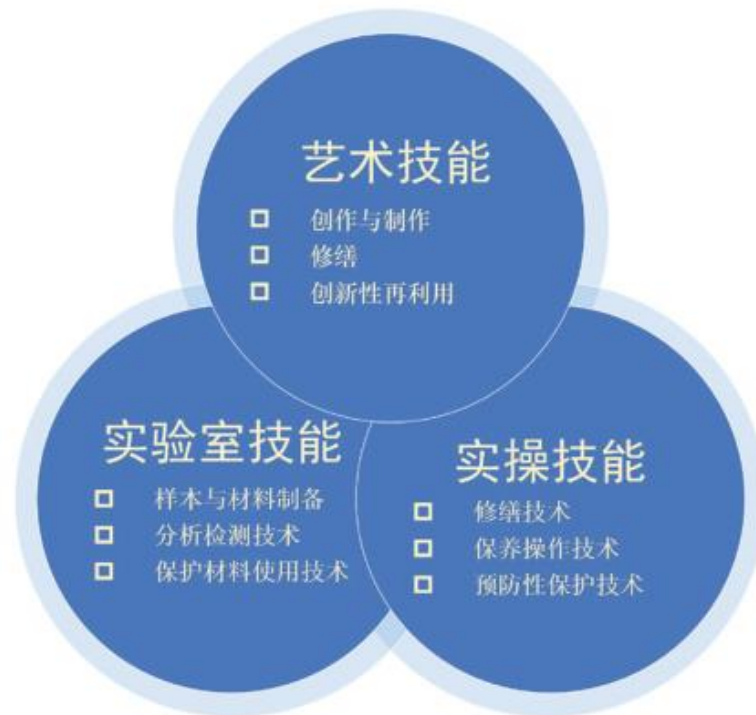 艺术技能
创作与制作
修缮
创新性再利用
实验室技能
样本与材料制备
分析检测技术
保护材料使用技术
实操技能
修缮技术
保养操作技术
预防性保护技术